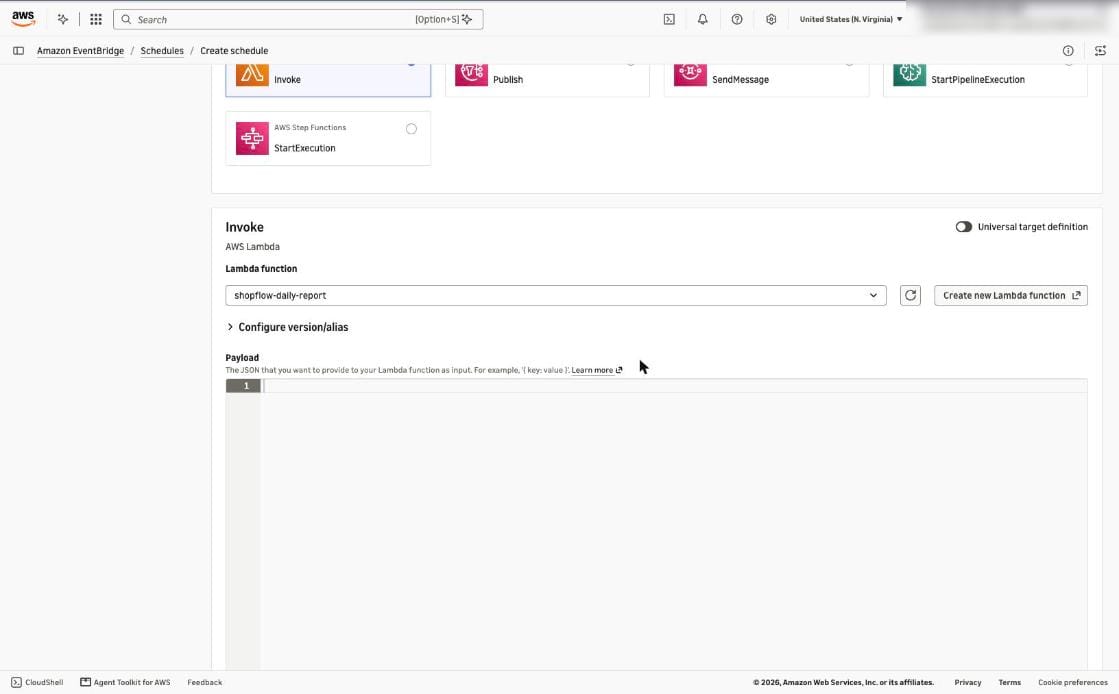 aws
Search [Option+S]
United States (N. Virginia)
Amazon EventBridge / Schedules / Create schedule
Invoke
Publish
SendMessage
StartPipelineExecution
AWS Step Functions
StartExecution
Invoke
Universal target definition
AWS Lambda
Lambda function
shopflow-daily-report
Create new Lambda function
Configure version/alias
Payload
The JSON that you want to provide to your Lambda function as input. For example, '{ key: value }'. Learn more
1
CloudShell Agent Toolkit for AWS Feedback © 2026, Amazon Web Services, Inc. or its affiliates. Privacy Terms Cookie preferences